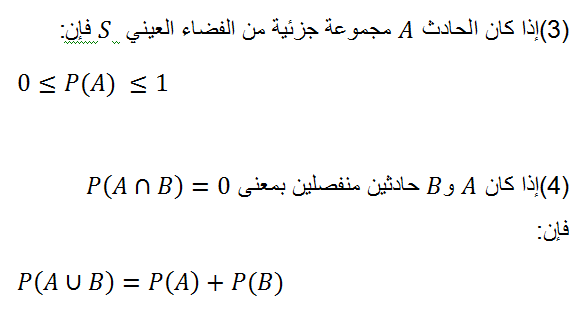 (3)إذا كان الحادث A مجموعة جزئية من الفضاء العيني S فإن:
0 ≤ P(A) ≤ 1
(4)إذا كان A و B حادثين منفصلين بمعنى P(A ∩ B) = 0
فإن:
P(A ∪ B) = P(A) + P(B)